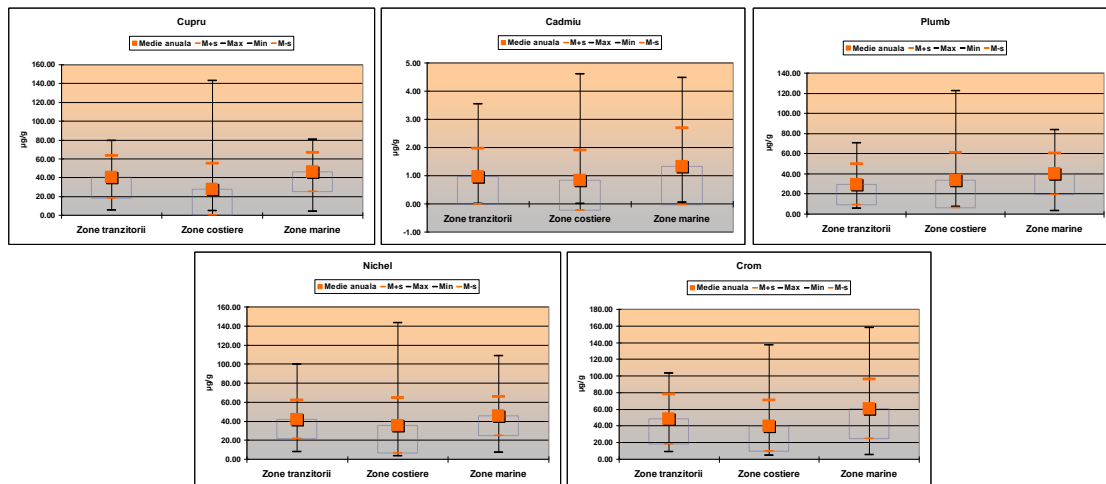 Cupru
Medie anuala M+s Max Min M-s
µg/g
160.00
140.00
120.00
100.00
80.00
60.00
40.00
20.00
0.00
Zone tranzitorii Zone costiere Zone marine
Cadmiu
Medie anuala M+s Max Min M-s
µg/g
5.00
4.00
3.00
2.00
1.00
0.00
-1.00
Zone tranzitorii Zone costiere Zone marine
Plumb
Medie anuala M+s Max Min M-s
µg/g
140.00
120.00
100.00
80.00
60.00
40.00
20.00
0.00
Zone tranzitorii Zone costiere Zone marine
Nichel
Medie anuala M+s Max Min M-s
µg/g
160.00
140.00
120.00
100.00
80.00
60.00
40.00
20.00
0.00
Zone tranzitorii Zone costiere Zone marine
Crom
Medie anuala M+s Max Min M-s
µg/g
180.00
160.00
140.00
120.00
100.00
80.00
60.00
40.00
20.00
0.00
Zone tranzitorii Zone costiere Zone marine